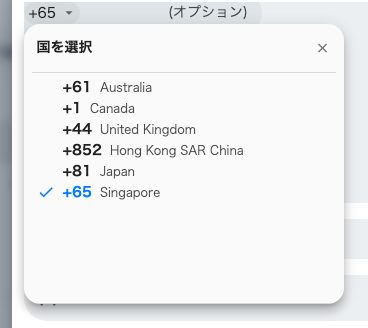 +65 (オプション)
国を選択
+61 Australia
+1 Canada
+44 United Kingdom
+852 Hong Kong SAR China
+81 Japan
+65 Singapore